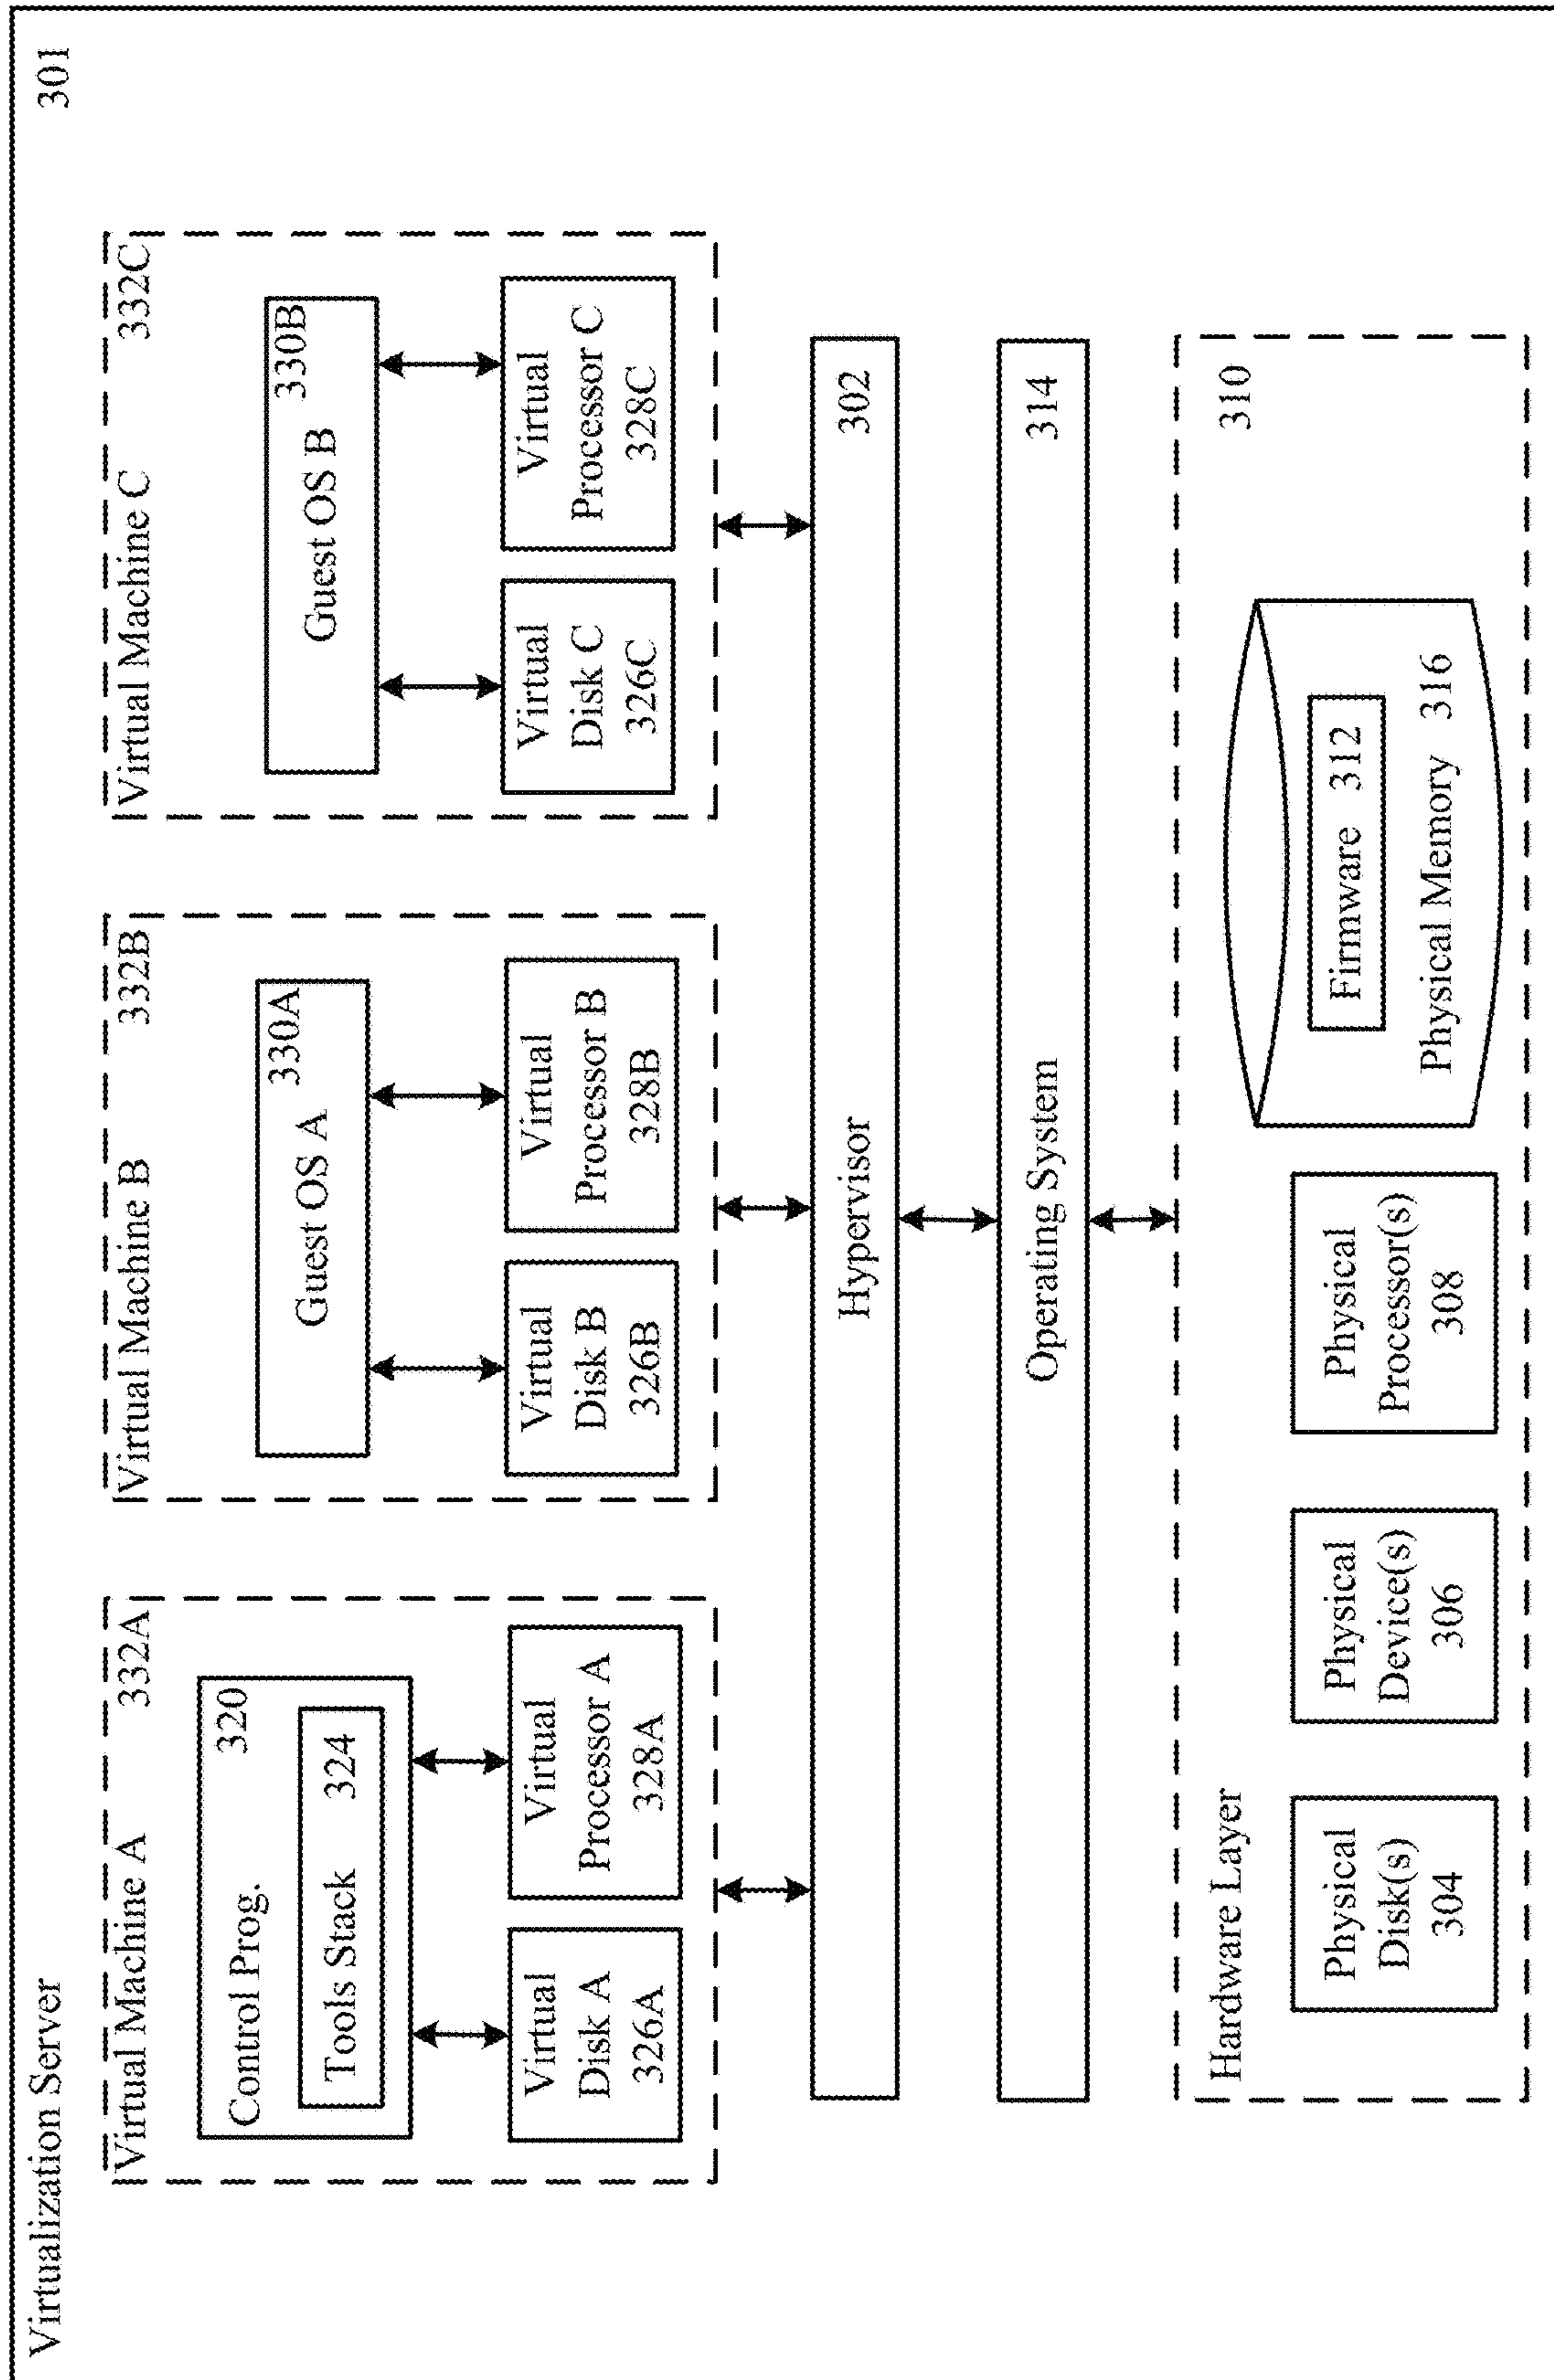 Virtualization Server 301
Virtual Machine A 332A
Control Prog. 320
Tools Stack 324
Virtual
Disk A
326A
Virtual
Processor A
328A
Virtual Machine B 332B
330A
Guest OS A
Virtual
Disk B
326B
Virtual
Processor B
328B
Virtual Machine C 332C
330B
Guest OS B
Virtual
Disk C
326C
Virtual
Processor C
328C
Hypervisor 302
Operating System 314
Hardware Layer 310
Physical
Disk(s)
304
Physical
Device(s)
306
Physical
Processor(s)
308
Firmware 312
Physical Memory 316